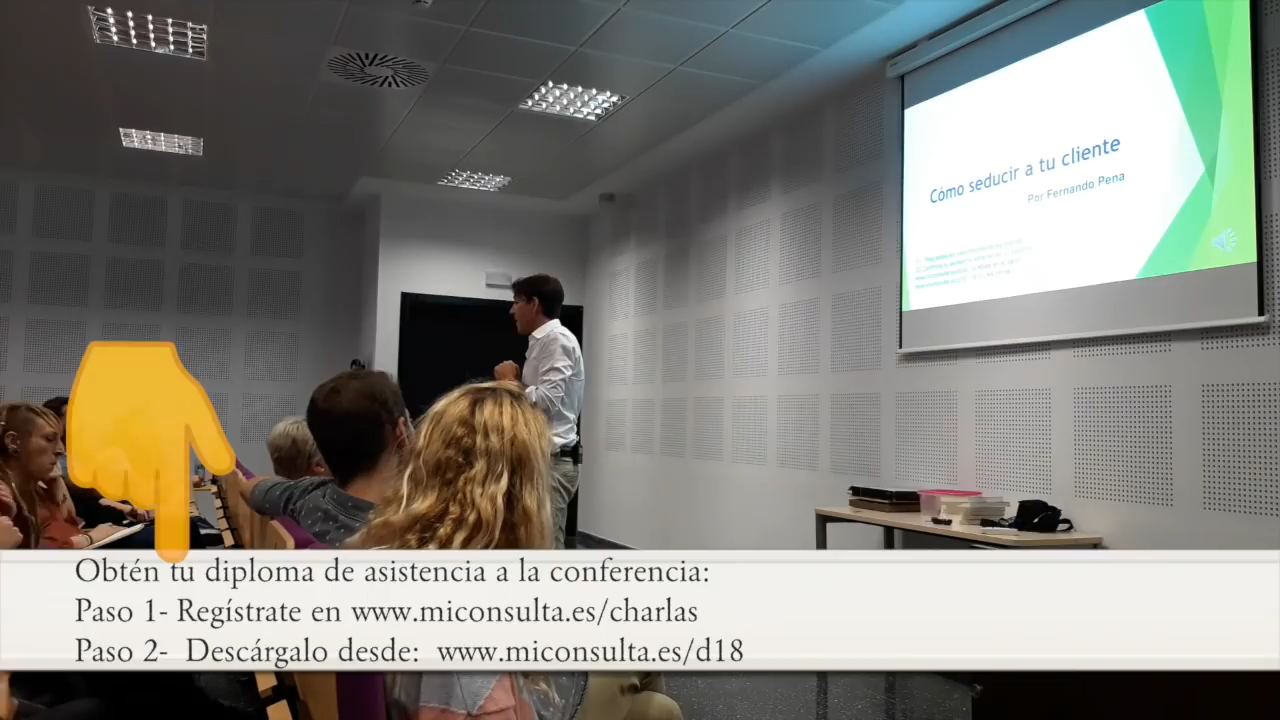 Cómo seducir a tu cliente
Por Fernando Pena
Obtén tu diploma de asistencia a la conferencia:
Paso 1- Regístrate en www.miconsulta.es/charlas
Paso 2- Descárgalo desde: www.miconsulta.es/d18